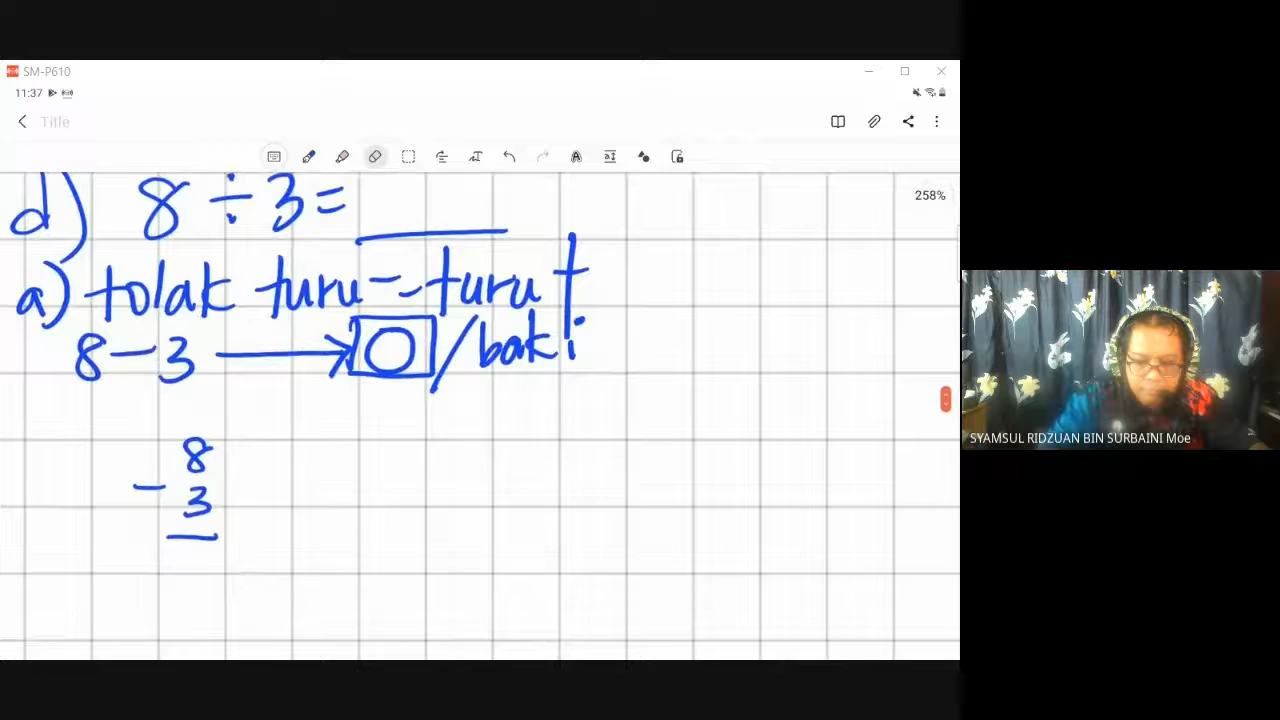 SM-P610
11:37
Title
258%
d) 8 ÷ 3 = ____
a) tolak turu-turut
8 - 3 → 0 / baki
8
- 3
SYAMSUL RIDZUAN BIN SURBAINI Moe